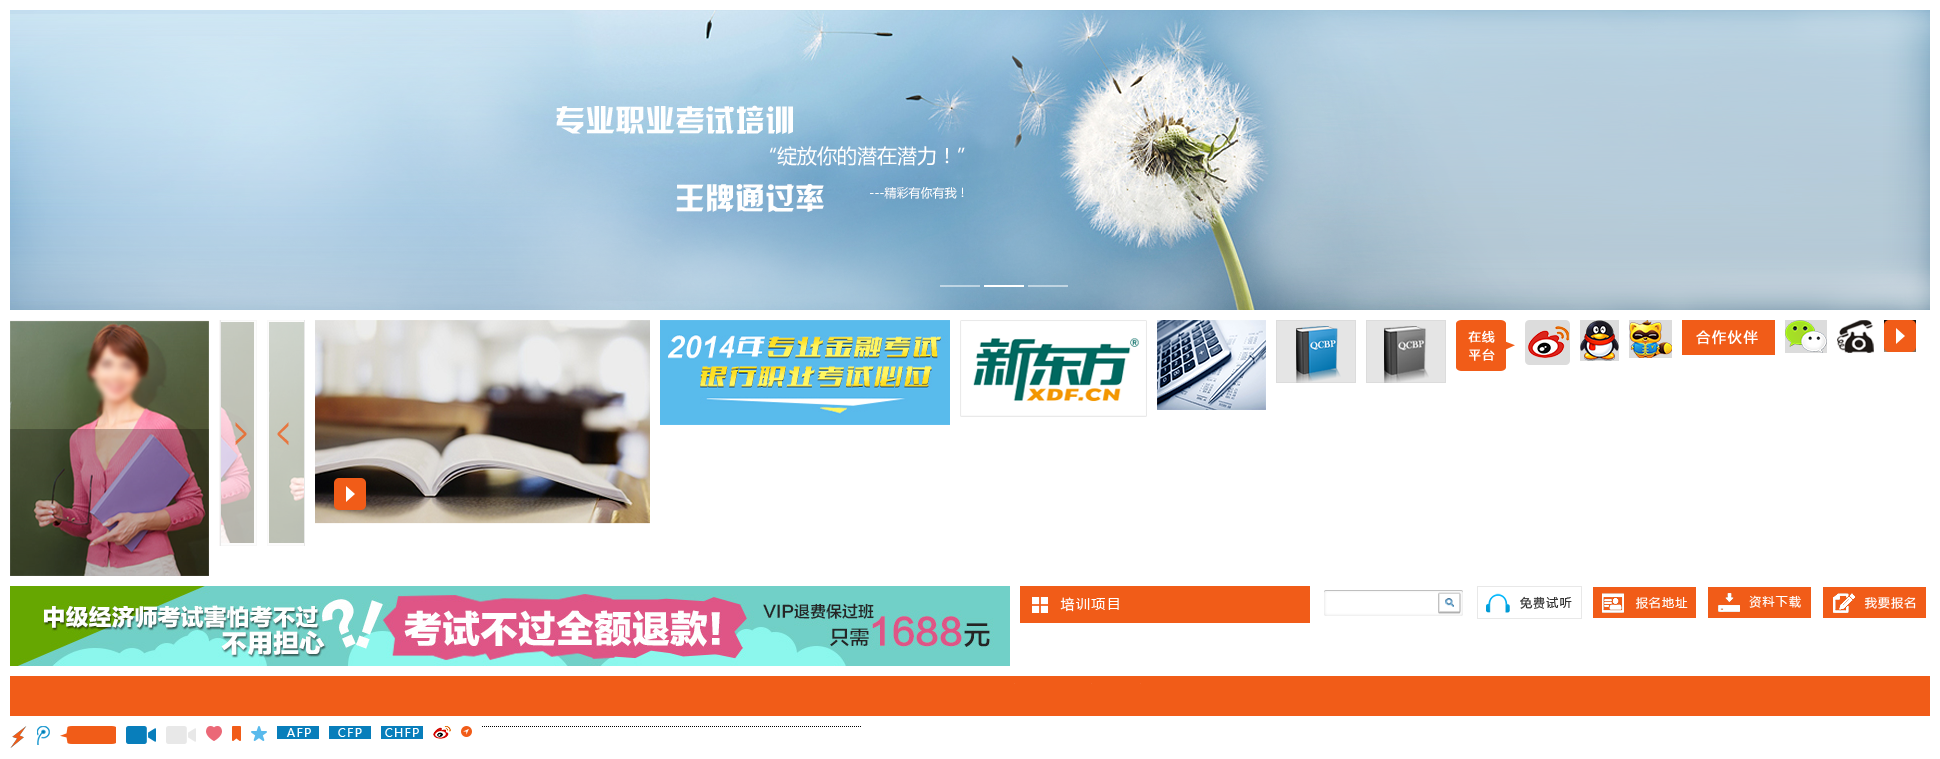 专业职业考试培训
“绽放你的潜在潜力！”
王牌通过率
---精彩有你有我！
2014年专业金融考试
银行职业考试必过
新东方®
XDF.CN
QCBP
QCBP
在线
平台
合作伙伴
中级经济师考试害怕考不过
不用担心
?!
考试不过全额退款!
VIP退费保过班
只需1688元
培训项目
免费试听
报名地址
资料下载
我要报名
AFP
CFP
CHFP